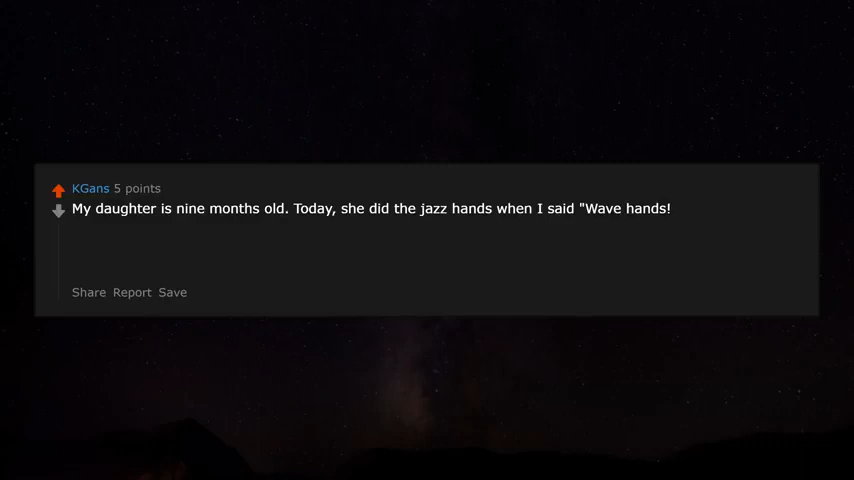 KGans 5 points
My daughter is nine months old. Today, she did the jazz hands when I said "Wave hands!
Share Report Save